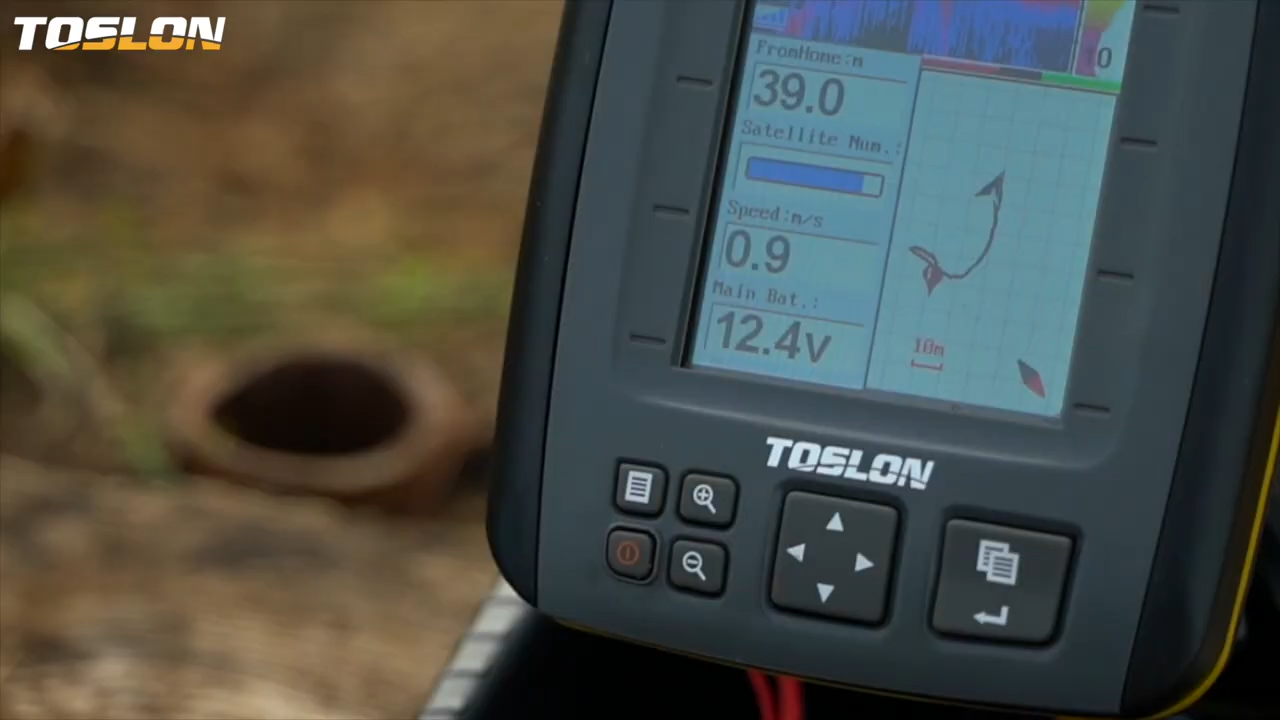 TOSLON
0
FromHome:m
39.0
Satellite Num.:
Speed:m/s
0.9
Main Bat.:
12.4v
10m
TOSLON